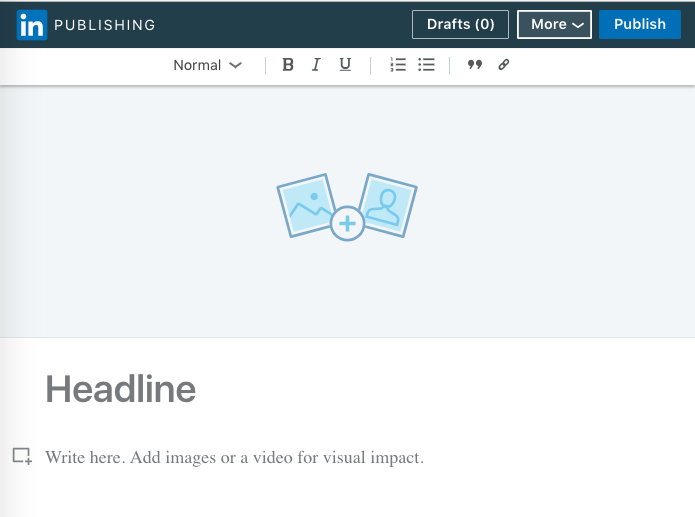 in PUBLISHING Drafts (0) More Publish
Normal B I U
Headline
Write here. Add images or a video for visual impact.